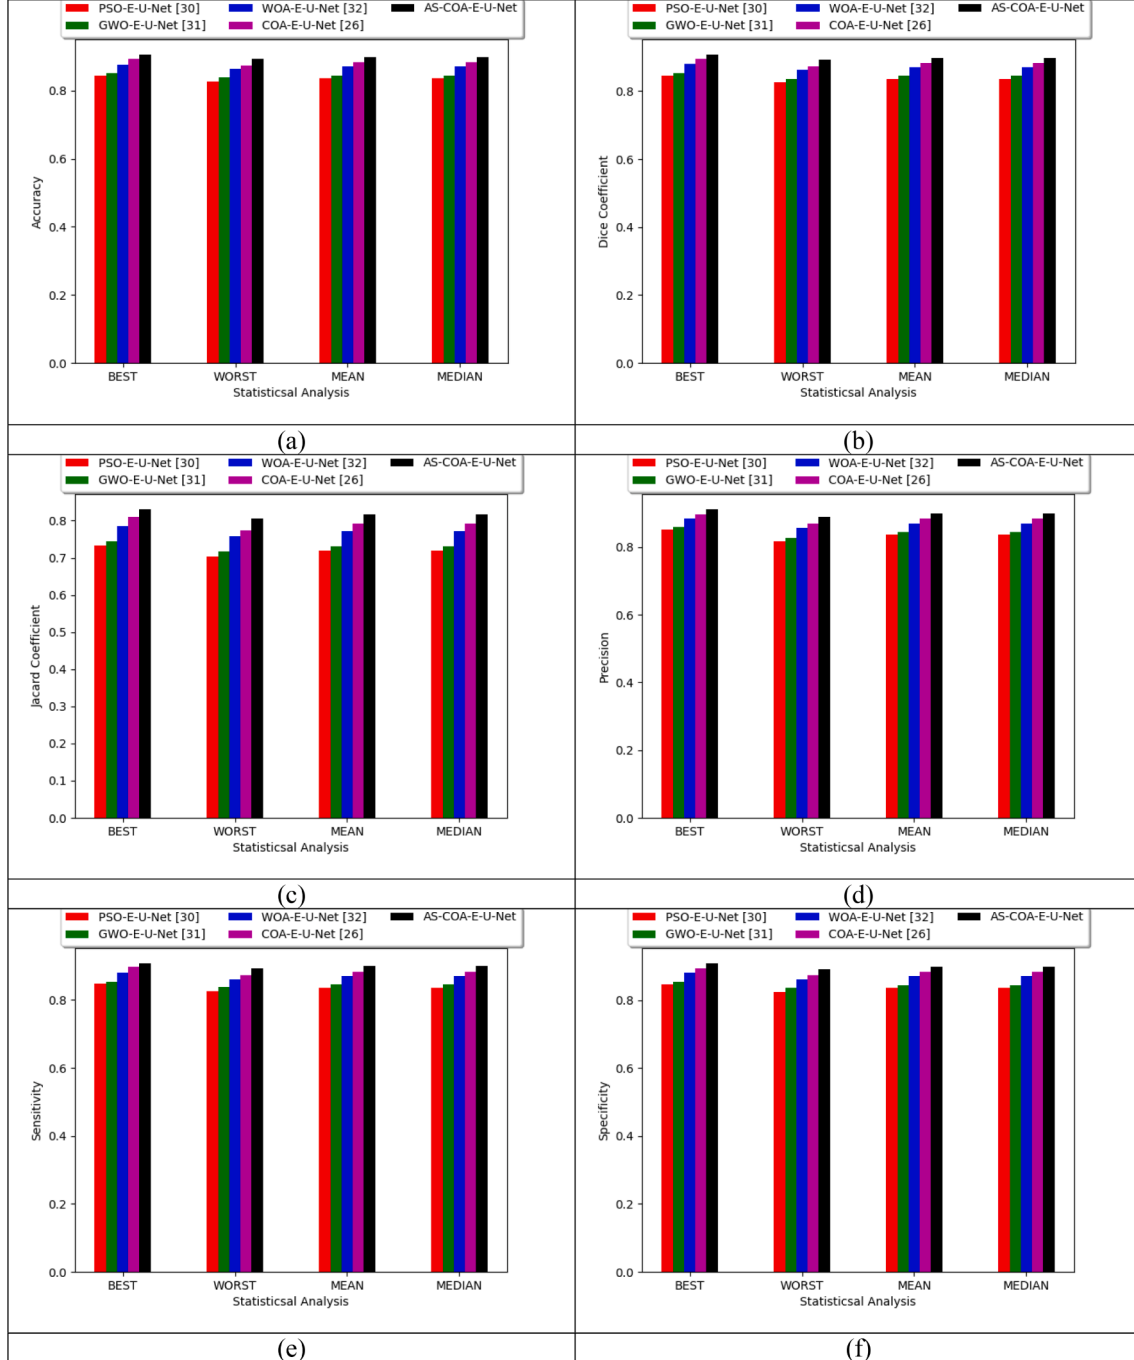 PSO-E-U-Net [30] WOA-E-U-Net [32] AS-COA-E-U-Net
GWO-E-U-Net [31] COA-E-U-Net [26]
0.8
0.6
0.4
0.2
0.0
Accuracy
BEST WORST MEAN MEDIAN
Statisticsal Analysis
(a)
PSO-E-U-Net [30] WOA-E-U-Net [32] AS-COA-E-U-Net
GWO-E-U-Net [31] COA-E-U-Net [26]
0.8
0.6
0.4
0.2
0.0
Dice Coefficient
BEST WORST MEAN MEDIAN
Statisticsal Analysis
(b)
PSO-E-U-Net [30] WOA-E-U-Net [32] AS-COA-E-U-Net
GWO-E-U-Net [31] COA-E-U-Net [26]
0.8
0.7
0.6
0.5
0.4
0.3
0.2
0.1
0.0
Jacard Coefficient
BEST WORST MEAN MEDIAN
Statisticsal Analysis
(c)
PSO-E-U-Net [30] WOA-E-U-Net [32] AS-COA-E-U-Net
GWO-E-U-Net [31] COA-E-U-Net [26]
0.8
0.6
0.4
0.2
0.0
Precision
BEST WORST MEAN MEDIAN
Statisticsal Analysis
(d)
PSO-E-U-Net [30] WOA-E-U-Net [32] AS-COA-E-U-Net
GWO-E-U-Net [31] COA-E-U-Net [26]
0.8
0.6
0.4
0.2
0.0
Sensitivity
BEST WORST MEAN MEDIAN
Statisticsal Analysis
(e)
PSO-E-U-Net [30] WOA-E-U-Net [32] AS-COA-E-U-Net
GWO-E-U-Net [31] COA-E-U-Net [26]
0.8
0.6
0.4
0.2
0.0
Specificity
BEST WORST MEAN MEDIAN
Statisticsal Analysis
(f)